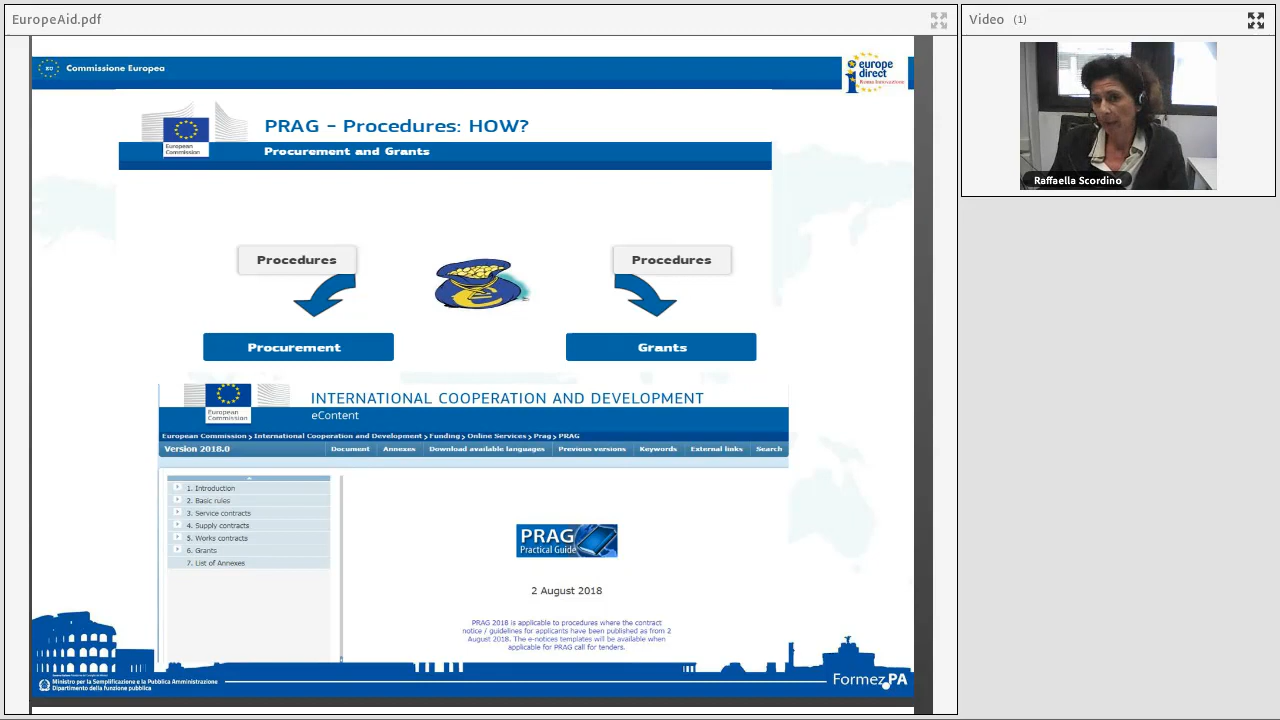 EuropeAid.pdf
Video (1)
Commissione Europea
europe
direct
Roma Innovazione
European
Commission
PRAG – Procedures: HOW?
Procurement and Grants
Procedures
Procedures
Procurement
Grants
European
Commission
INTERNATIONAL COOPERATION AND DEVELOPMENT
eContent
European Commission > International Cooperation and Development > Funding > Online Services > Prag > PRAG
Version 2018.0
Document Annexes Download available languages Previous versions Keywords External links Search
1. Introduction
2. Basic rules
3. Service contracts
4. Supply contracts
5. Works contracts
6. Grants
7. List of Annexes
PRAG
Practical Guide
2 August 2018
PRAG 2018 is applicable to procedures where the contract
notice / guidelines for applicants have been published as from 2
August 2018. The e-notices templates will be available when
applicable for PRAG call for tenders.
Ministro per la Semplificazione e la Pubblica Amministrazione
Dipartimento della funzione pubblica
FormezPA
Raffaella Scordino